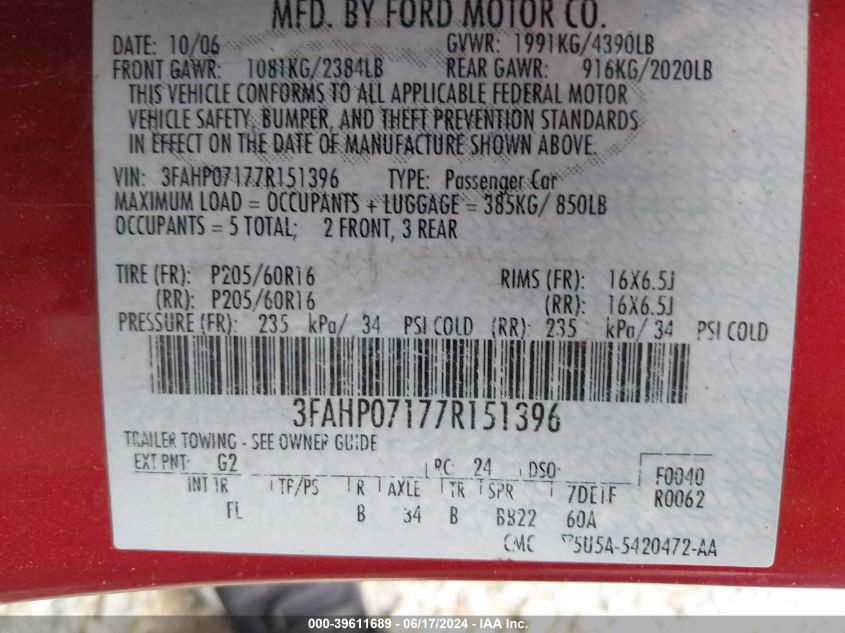 MFD. BY FORD MOTOR CO.
DATE: 10/06 GVWR: 1991KG/4390LB
FRONT GAWR: 1081KG/2384LB REAR GAWR: 916KG/2020LB
THIS VEHICLE CONFORMS TO ALL APPLICABLE FEDERAL MOTOR
VEHICLE SAFETY, BUMPER, AND THEFT PREVENTION STANDARDS
IN EFFECT ON THE DATE OF MANUFACTURE SHOWN ABOVE.
VIN: 3FAHP07177R151396 TYPE: Passenger Car
MAXIMUM LOAD = OCCUPANTS + LUGGAGE = 385KG/ 850LB
OCCUPANTS = 5 TOTAL; 2 FRONT, 3 REAR
TIRE (FR): P205/60R16 RIMS (FR): 16X6.5J
(RR): P205/60R16 (RR): 16X6.5J
PRESSURE (FR): 235 kPa/ 34 PSI COLD (RR): 235 kPa/ 34 PSI COLD
3FAHP07177R151396
TRAILER TOWING - SEE OWNER GUIDE
EXT PNT: G2 RC: 24 DSO: F0040
INT TR TP/PS R AXLE TR SPR R0062
FL B 34 B BB22 60A
CMC 5U5A-5420472-AA
000-39611689 - 06/17/2024 - IAA Inc.